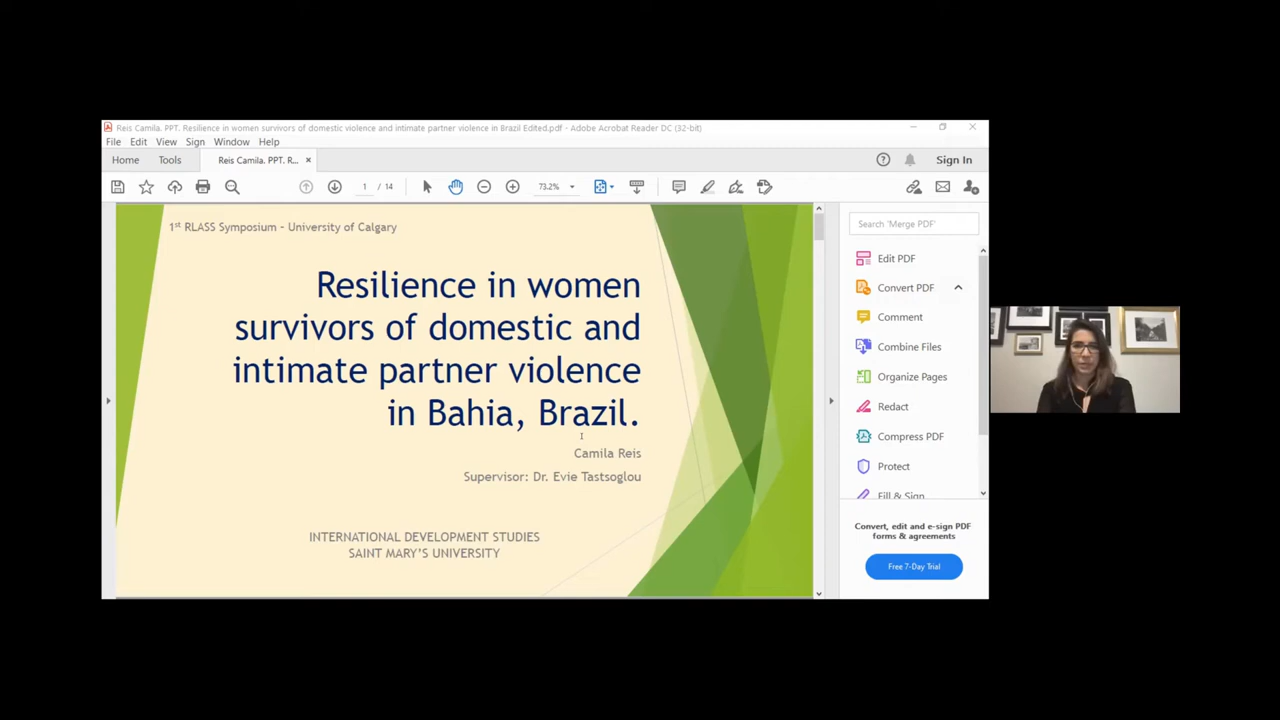 Reis Camila. PPT. Resilience in women survivors of domestic violence and intimate partner violence in Brazil Edited.pdf - Adobe Acrobat Reader DC (32-bit)
File Edit View Sign Window Help
Home Tools Reis Camila. PPT. R... ×
Sign In
1 / 14 73.2%
1st RLASS Symposium - University of Calgary
Resilience in women
survivors of domestic and
intimate partner violence
in Bahia, Brazil.
Camila Reis
Supervisor: Dr. Evie Tastsoglou
INTERNATIONAL DEVELOPMENT STUDIES
SAINT MARY'S UNIVERSITY
Search 'Merge PDF'
Edit PDF
Convert PDF
Comment
Combine Files
Organize Pages
Redact
Compress PDF
Protect
Fill & Sign
Convert, edit and e-sign PDF
forms & agreements
Free 7-Day Trial